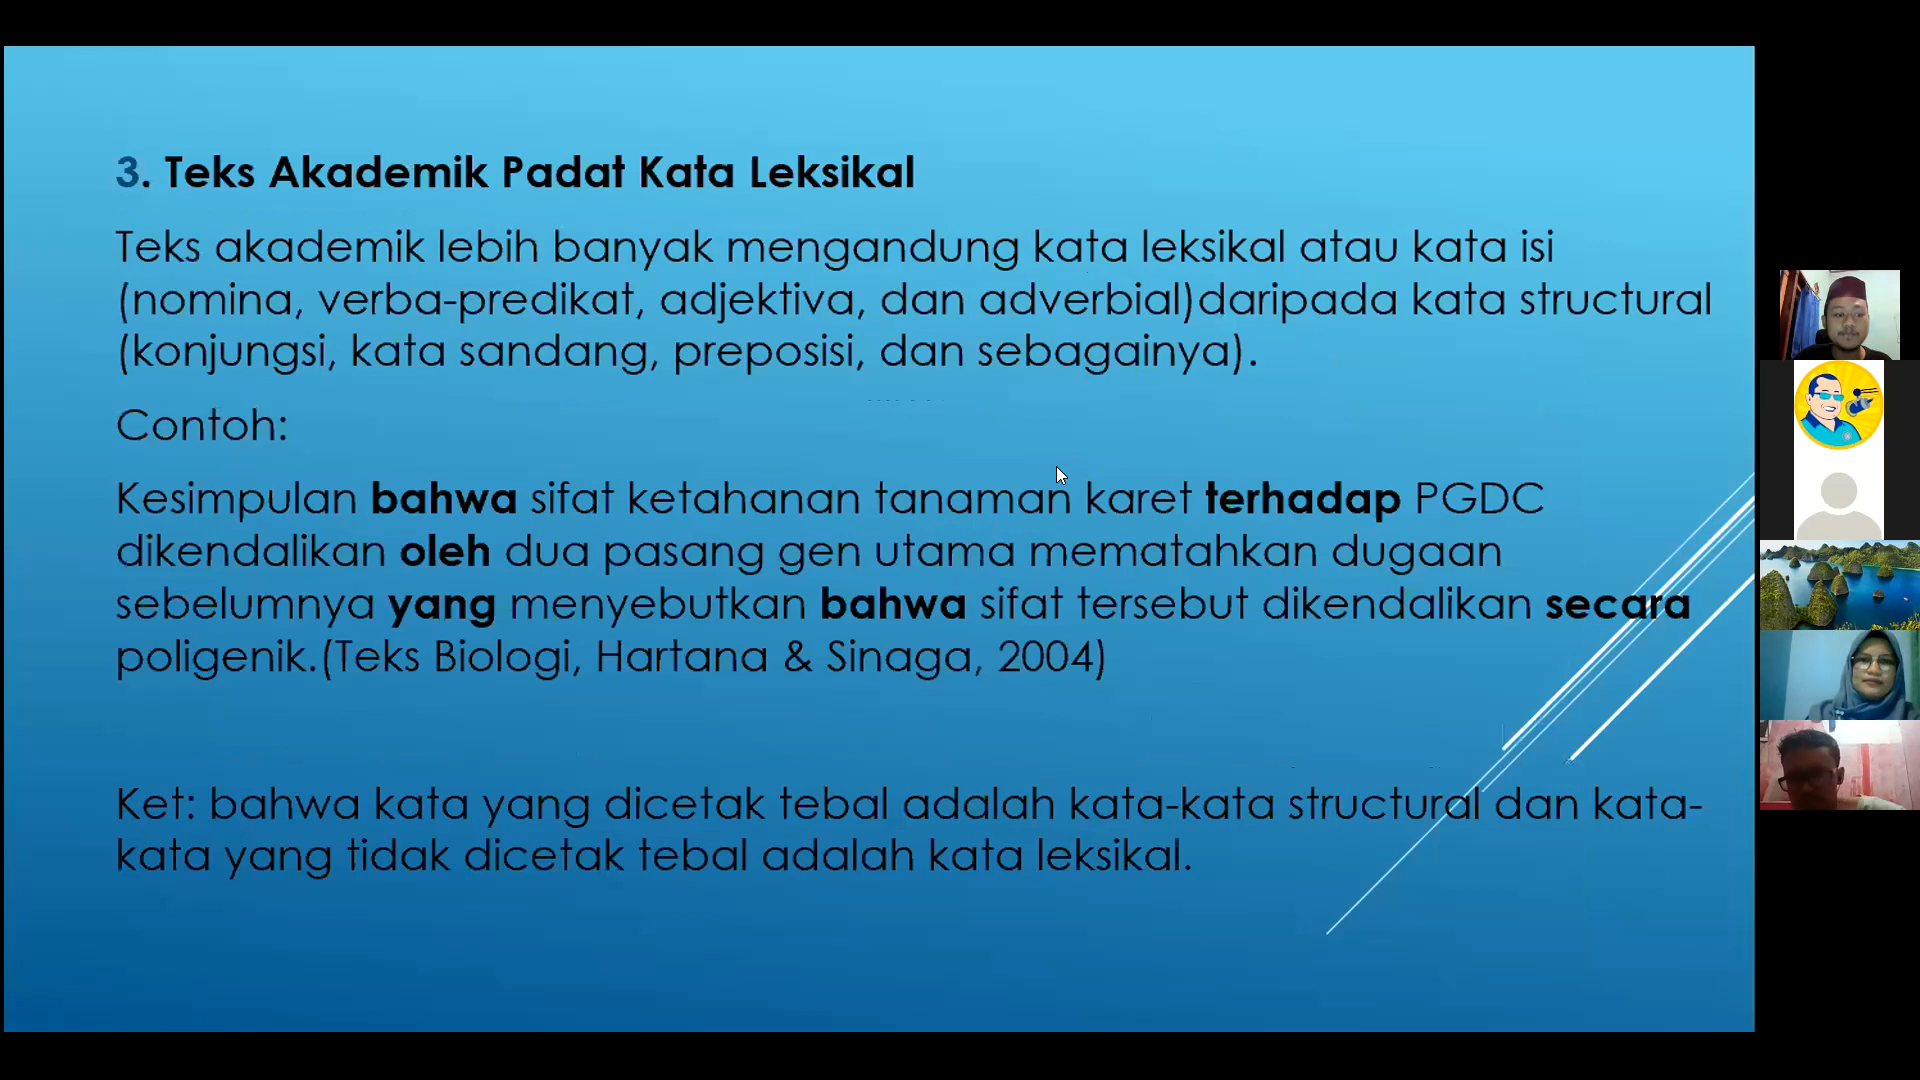 3. Teks Akademik Padat Kata Leksikal
Teks akademik lebih banyak mengandung kata leksikal atau kata isi
(nomina, verba-predikat, adjektiva, dan adverbial)daripada kata structural
(konjungsi, kata sandang, preposisi, dan sebagainya).
Contoh:
Kesimpulan bahwa sifat ketahanan tanaman karet terhadap PGDC
dikendalikan oleh dua pasang gen utama mematahkan dugaan
sebelumnya yang menyebutkan bahwa sifat tersebut dikendalikan secara
poligenik.(Teks Biologi, Hartana & Sinaga, 2004)
Ket: bahwa kata yang dicetak tebal adalah kata-kata structural dan kata-
kata yang tidak dicetak tebal adalah kata leksikal.